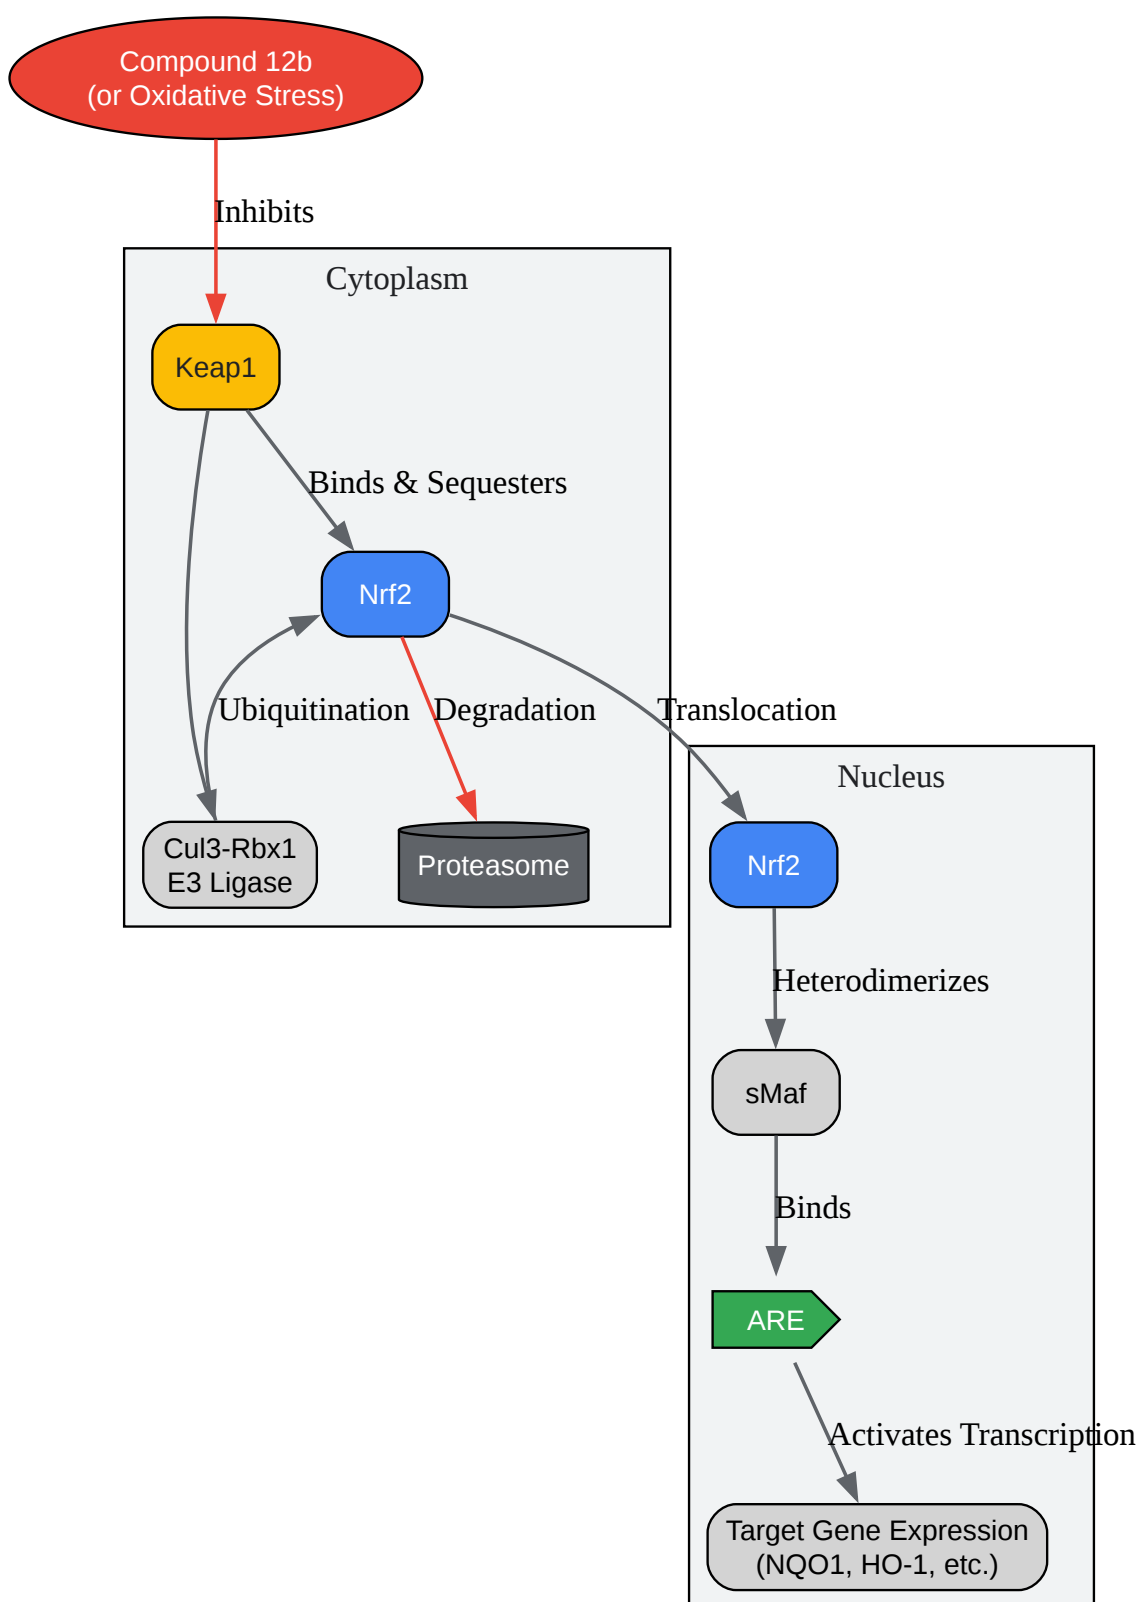 Compound 12b
(or Oxidative Stress)
Inhibits
Cytoplasm
Keap1
Binds & Sequesters
Nrf2
Ubiquitination
Degradation
Translocation
Nucleus
Cul3-Rbx1
E3 Ligase
Proteasome
Nrf2
Heterodimerizes
sMaf
Binds
ARE
Activates Transcription
Target Gene Expression
(NQO1, HO-1, etc.)